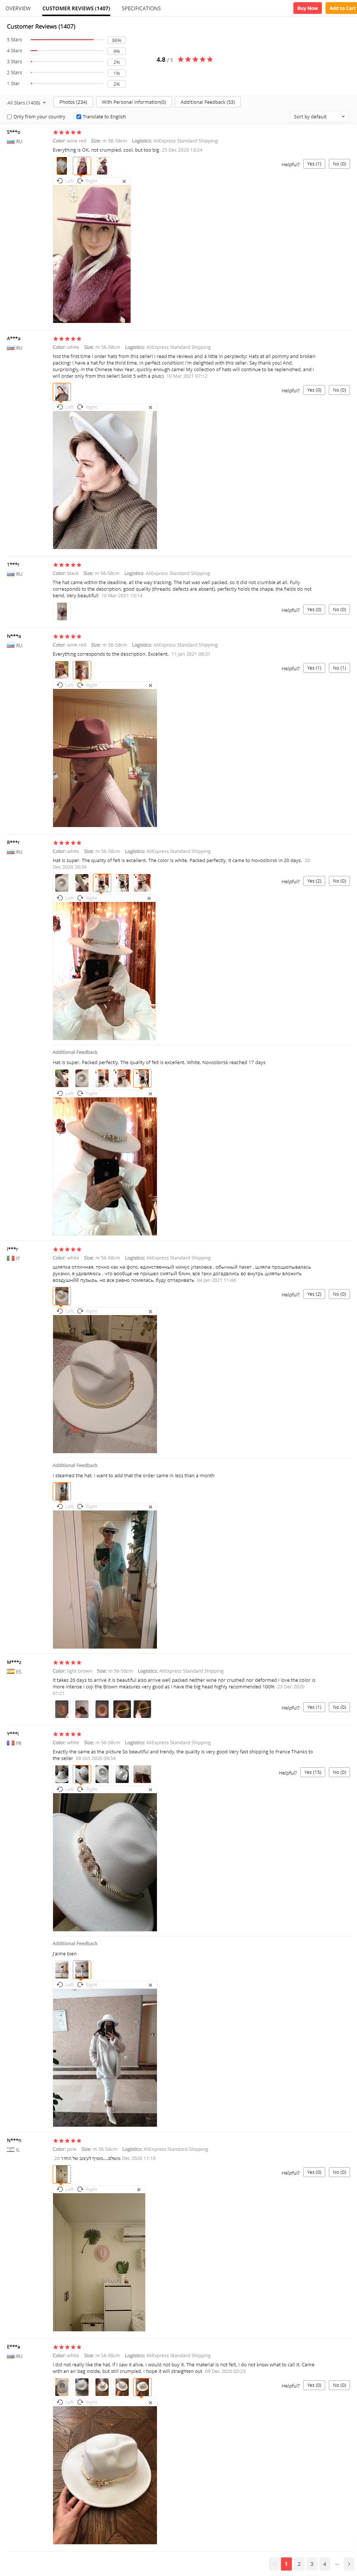 OVERVIEW CUSTOMER REVIEWS (1407) SPECIFICATIONS Buy Now Add to Cart
Customer Reviews (1407)
5 Stars 86%
4 Stars 9%
3 Stars 2%
2 Stars 1%
1 Star 2%
4.8 / 5
All Stars (1408) Photos (234) With Personal Information(0) Additional Feedback (53)
Only from your country Translate to English Sort by default
S***o
RU
Color: wine red Size: m 56-58cm Logistics: AliExpress Standard Shipping
Everything is OK, not crumpled, cool, but too big 25 Dec 2020 13:24
Helpful? Yes (1) No (0)
Left Right
A***a
RU
Color: white Size: m 56-58cm Logistics: AliExpress Standard Shipping
Not the first time I order hats from this seller! I read the reviews and a little in perplexity: Hats at all pommy and broken
packing! I have a hat for the third time, in perfect condition! I'm delighted with this seller, Say thank you! And,
surprisingly, in the Chinese New Year, quickly enough came! My collection of hats will continue to be replenished, and I
will order only from this seller! Solid 5 with a plus:) 10 Mar 2021 07:12
Helpful? Yes (0) No (0)
Left Right
T***r
RU
Color: black Size: m 56-58cm Logistics: AliExpress Standard Shipping
The hat came within the deadline, all the way tracking. The hat was well packed, so it did not crumble at all. Fully
corresponds to the description, good quality (threads, defects are absent), perfectly holds the shape, the fields do not
bend. Very beautiful! 10 Mar 2021 13:14
Helpful? Yes (0) No (0)
N***a
RU
Color: wine red Size: m 56-58cm Logistics: AliExpress Standard Shipping
Everything corresponds to the description. Excellent. 11 Jan 2021 08:31
Helpful? Yes (1) No (1)
Left Right
R***r
RU
Color: white Size: m 56-58cm Logistics: AliExpress Standard Shipping
Hat is super. The quality of felt is excellent. The color is white. Packed perfectly. It came to Novosibirsk in 20 days. 20
Dec 2020
Helpful? Yes (2) No (0)
Left Right
Additional Feedback
Hat is super. Packed perfectly. The quality of felt is excellent. White. Novosibirsk reached 17 days
Left Right
I***r
IT
Color: white Size: m 56-58cm Logistics: AliExpress Standard Shipping
шляпка отличная, точно как на фото, единственный минус упаковка , обычный пакет , шляпа прощюпывалась
руками, я удивляюсь , что вообще не пришел смятый блин, все таки догадались во внутрь шляпы вложить
воздушнйй пузырь, но все равно помялась, буду отпаривать 04 Jan 2021 11:46
Helpful? Yes (2) No (0)
Left Right
Additional Feedback
I steamed the hat, I want to add that the order came in less than a month
Left Right
M***z
ES
Color: light brown Size: m 56-58cm Logistics: AliExpress Standard Shipping
It takes 26 days to arrive it is beautiful also arrive well packed neither wine nor crushed nor deformed I love the color is
more intense I coji the Brown measures very good as I have the big head highly recommended 100% 23 Dec 2020
01:21
Helpful? Yes (1) No (0)
Y***l
FR
Color: white Size: m 56-58cm Logistics: AliExpress Standard Shipping
Exactly the same as the picture So beautiful and trendy, the quality is very good Very fast shipping to France Thanks to
the seller 08 Oct 2020 08:54
Helpful? Yes (15) No (0)
Left Right
Additional Feedback
J'aime bien
Left Right
N***n
IL
Color: pink Size: m 56-58cm Logistics: AliExpress Standard Shipping
מושלם....מוסיף לעיצוב של החדר 26 Dec 2020 11:18
Helpful? Yes (0) No (0)
Left Right
E***a
RU
Color: white Size: m 56-58cm Logistics: AliExpress Standard Shipping
I did not really like the hat, if I saw it alive, I would not buy it. The material is not felt, I do not know what to call it. Came
with an air bag inside, but still crumpled, I hope it will straighten out 09 Dec 2020 02:23
Helpful? Yes (0) No (0)
Left Right
1 2 3 4 ...